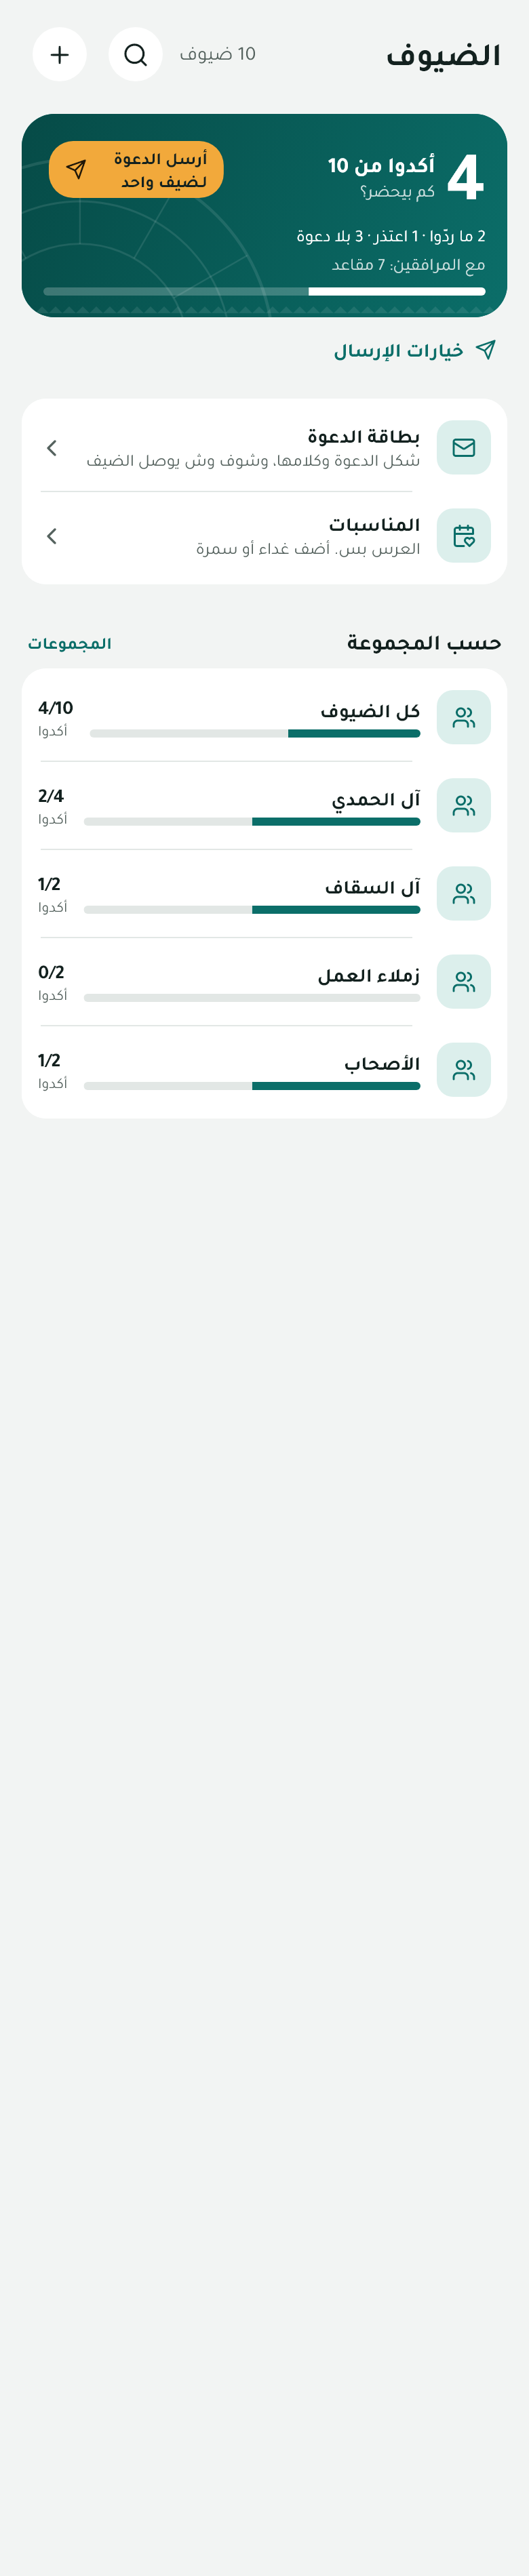 الضيوف
10 ضيوف
4
أكدوا من 10
كم بيحضر؟
أرسل الدعوة
لضيف واحد
2 ما ردّوا · 1 اعتذر · 3 بلا دعوة
مع المرافقين: 7 مقاعد
خيارات الإرسال
بطاقة الدعوة
شكل الدعوة وكلامها، وشوف وش يوصل الضيف
المناسبات
العرس بس. أضف غداء أو سمرة
حسب المجموعة
المجموعات
كل الضيوف
4/10
أكدوا
آل الحمدي
2/4
أكدوا
آل السقاف
1/2
أكدوا
زملاء العمل
0/2
أكدوا
الأصحاب
1/2
أكدوا